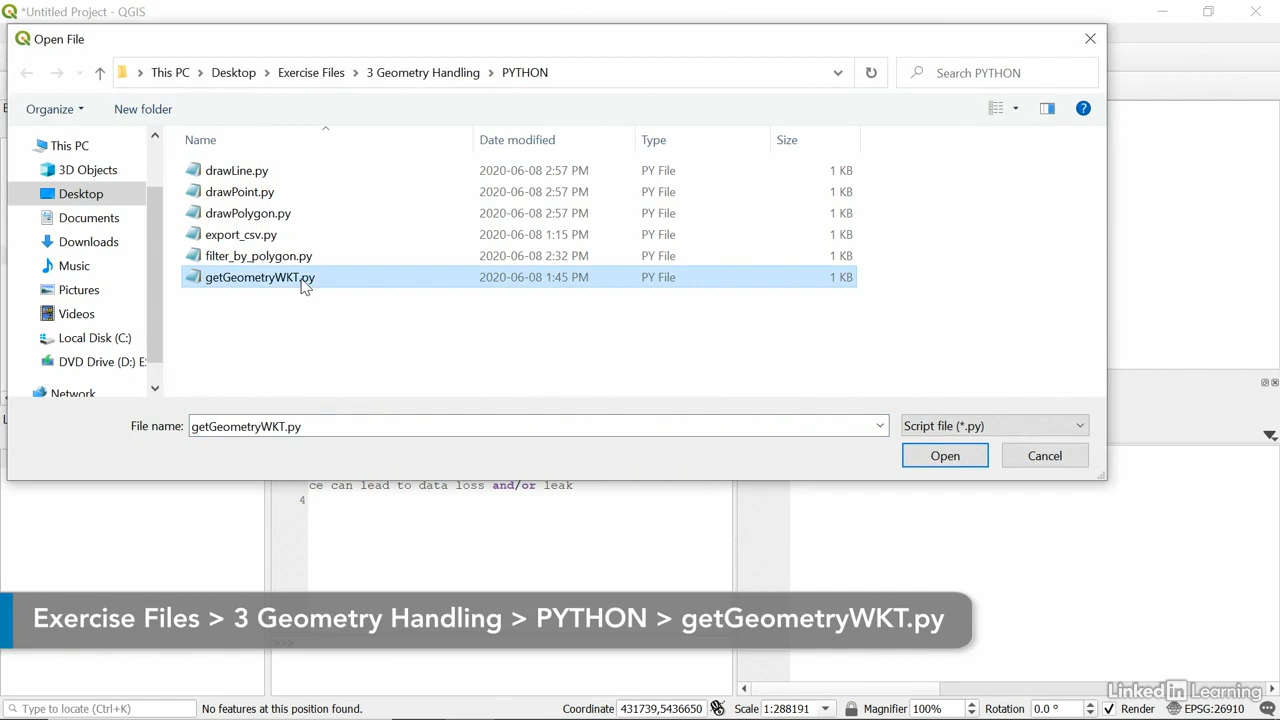 *Untitled Project - QGIS
Open File
This PC > Desktop > Exercise Files > 3 Geometry Handling > PYTHON
Search PYTHON
Organize
New folder
Name
Date modified
Type
Size
This PC
3D Objects
Desktop
Documents
Downloads
Music
Pictures
Videos
Local Disk (C:)
DVD Drive (D:) E
Network
drawLine.py 2020-06-08 2:57 PM PY File 1 KB
drawPoint.py 2020-06-08 2:57 PM PY File 1 KB
drawPolygon.py 2020-06-08 2:57 PM PY File 1 KB
export_csv.py 2020-06-08 1:15 PM PY File 1 KB
filter_by_polygon.py 2020-06-08 2:32 PM PY File 1 KB
getGeometryWKT.py 2020-06-08 1:45 PM PY File 1 KB
File name: getGeometryWKT.py
Script file (*.py)
Open
Cancel
ce can lead to data loss and/or leak
4
Exercise Files > 3 Geometry Handling > PYTHON > getGeometryWKT.py
>>>
Linked in Learning
Type to locate (Ctrl+K)
No features at this position found.
Coordinate 431739,5436650
Scale 1:288191
Magnifier 100%
Rotation 0.0 °
Render
EPSG:26910